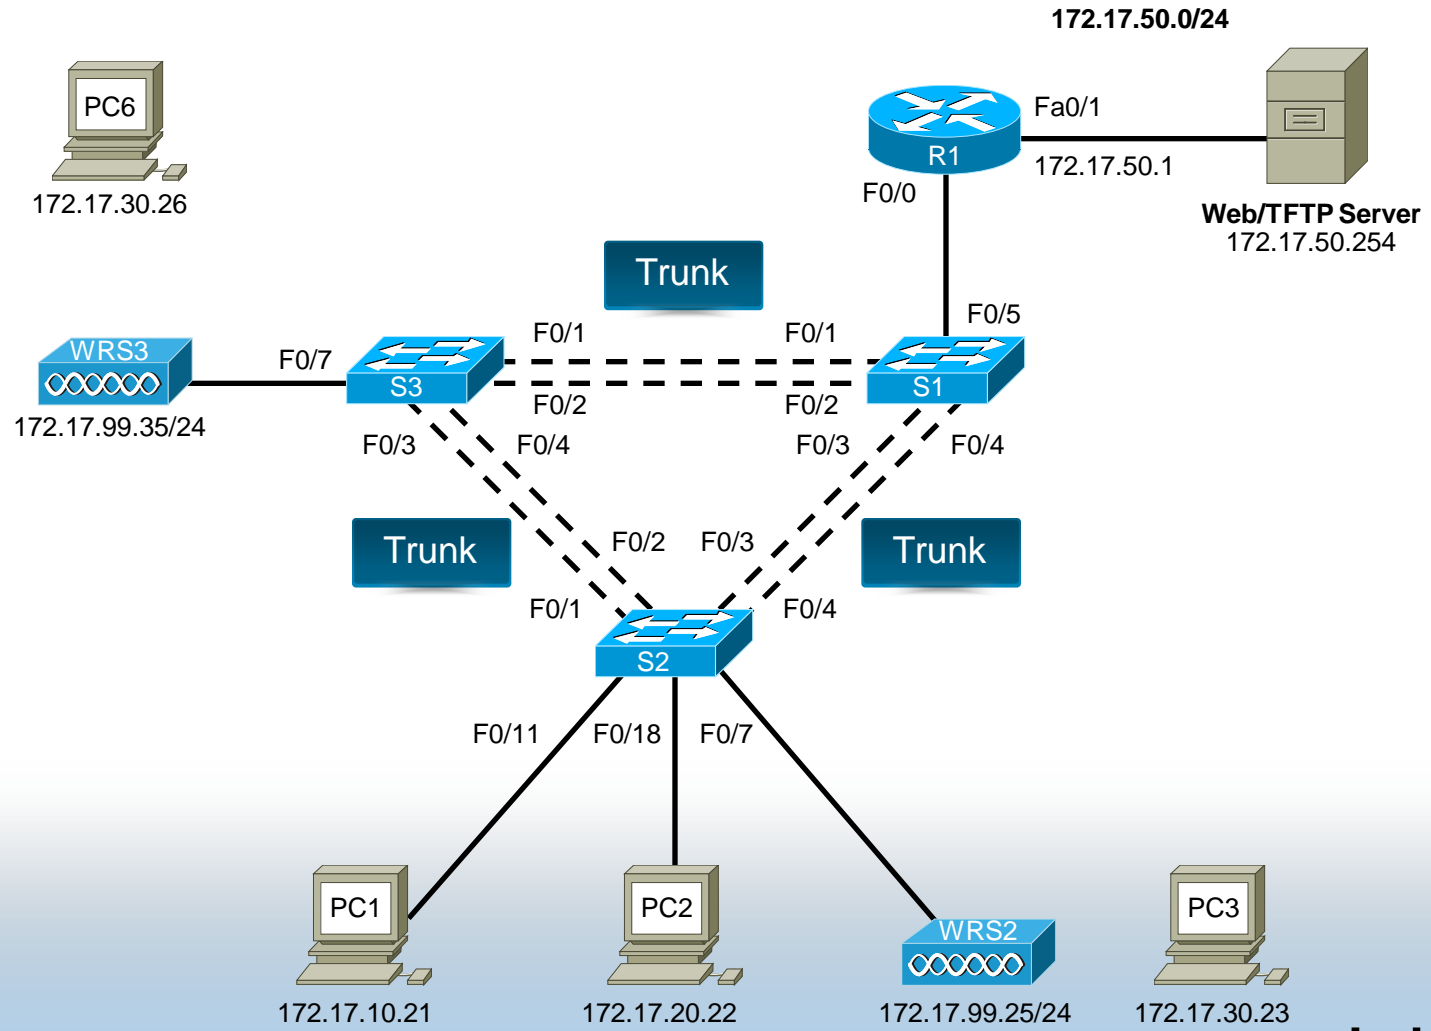 172.17.50.0/24
PC6
172.17.30.26
Fa0/1
R1
172.17.50.1
F0/0
Web/TFTP Server
172.17.50.254
Trunk
F0/5
F0/1
F0/1
WRS3
F0/7
S3
S1
F0/2
F0/2
172.17.99.35/24
F0/3
F0/4
F0/3
F0/4
Trunk
F0/2
F0/3
Trunk
F0/1
F0/4
S2
F0/11
F0/18
F0/7
PC1
PC2
WRS2
PC3
172.17.10.21
172.17.20.22
172.17.99.25/24
172.17.30.23